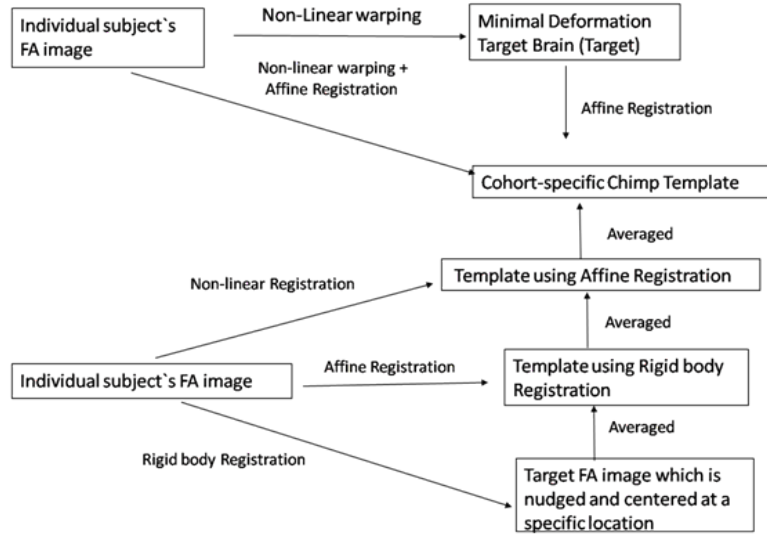 Individual subject`s
FA image
Non-Linear warping
Minimal Deformation
Target Brain (Target)
Non-linear warping +
Affine Registration
Affine Registration
Cohort-specific Chimp Template
Averaged
Non-linear Registration
Template using Affine Registration
Averaged
Individual subject`s FA image
Affine Registration
Template using Rigid body
Registration
Averaged
Rigid body Registration
Target FA image which is
nudged and centered at a
specific location